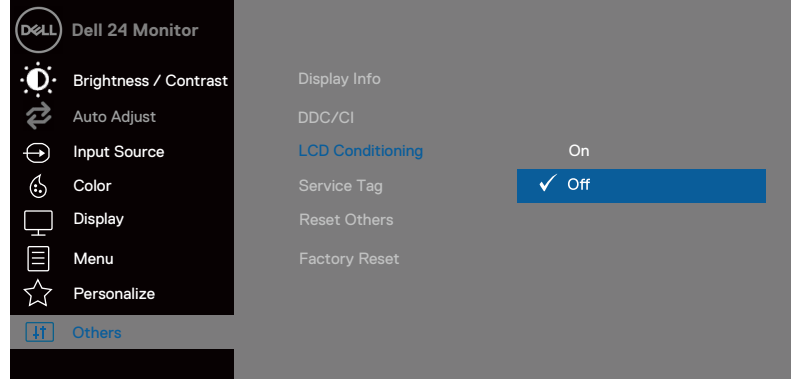 DELL Dell 24 Monitor
Brightness / Contrast
Auto Adjust
Input Source
Color
Display
Menu
Personalize
Others
Display Info
DDC/CI
LCD Conditioning
Service Tag
Reset Others
Factory Reset
On
Off